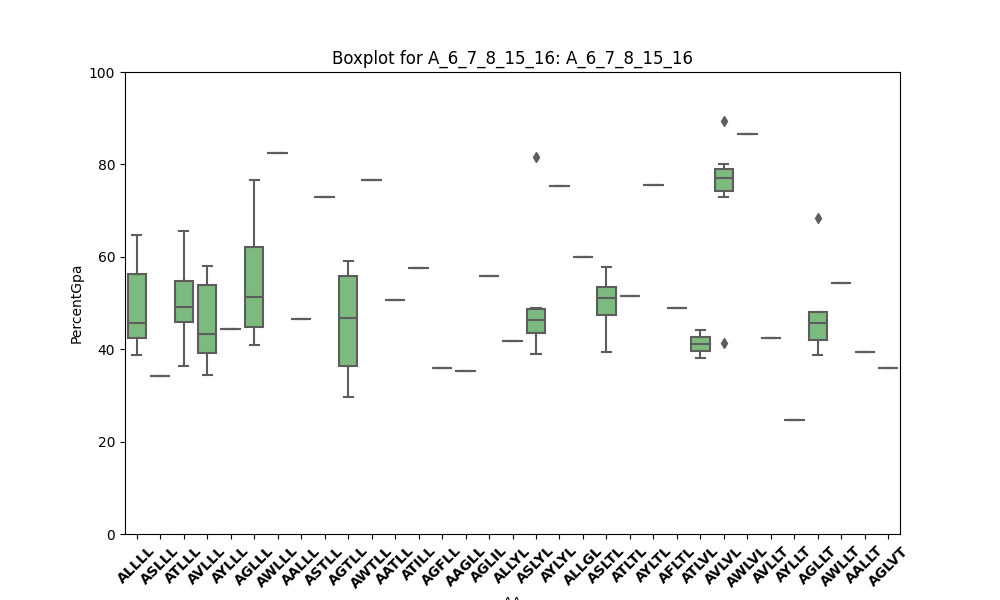 Boxplot for A_6_7_8_15_16: A_6_7_8_15_16
PercentGpa
100
80
60
40
20
0
ALLLL
ASLLL
ATLLL
AVLLL
AYLLL
AGLLL
AWLLL
AALLL
ASTLL
AGTLL
AWTLL
AATLL
ATILL
AGFLL
AAGLL
AGLIL
ALLYL
ASLYL
AYLYL
ALLGL
ASLTL
ATLTL
AYLTL
AFLTL
ATLVL
AVLVL
AWLVL
AVLLT
AYLLT
AGLLT
AWLLT
AALLT
AGLVT